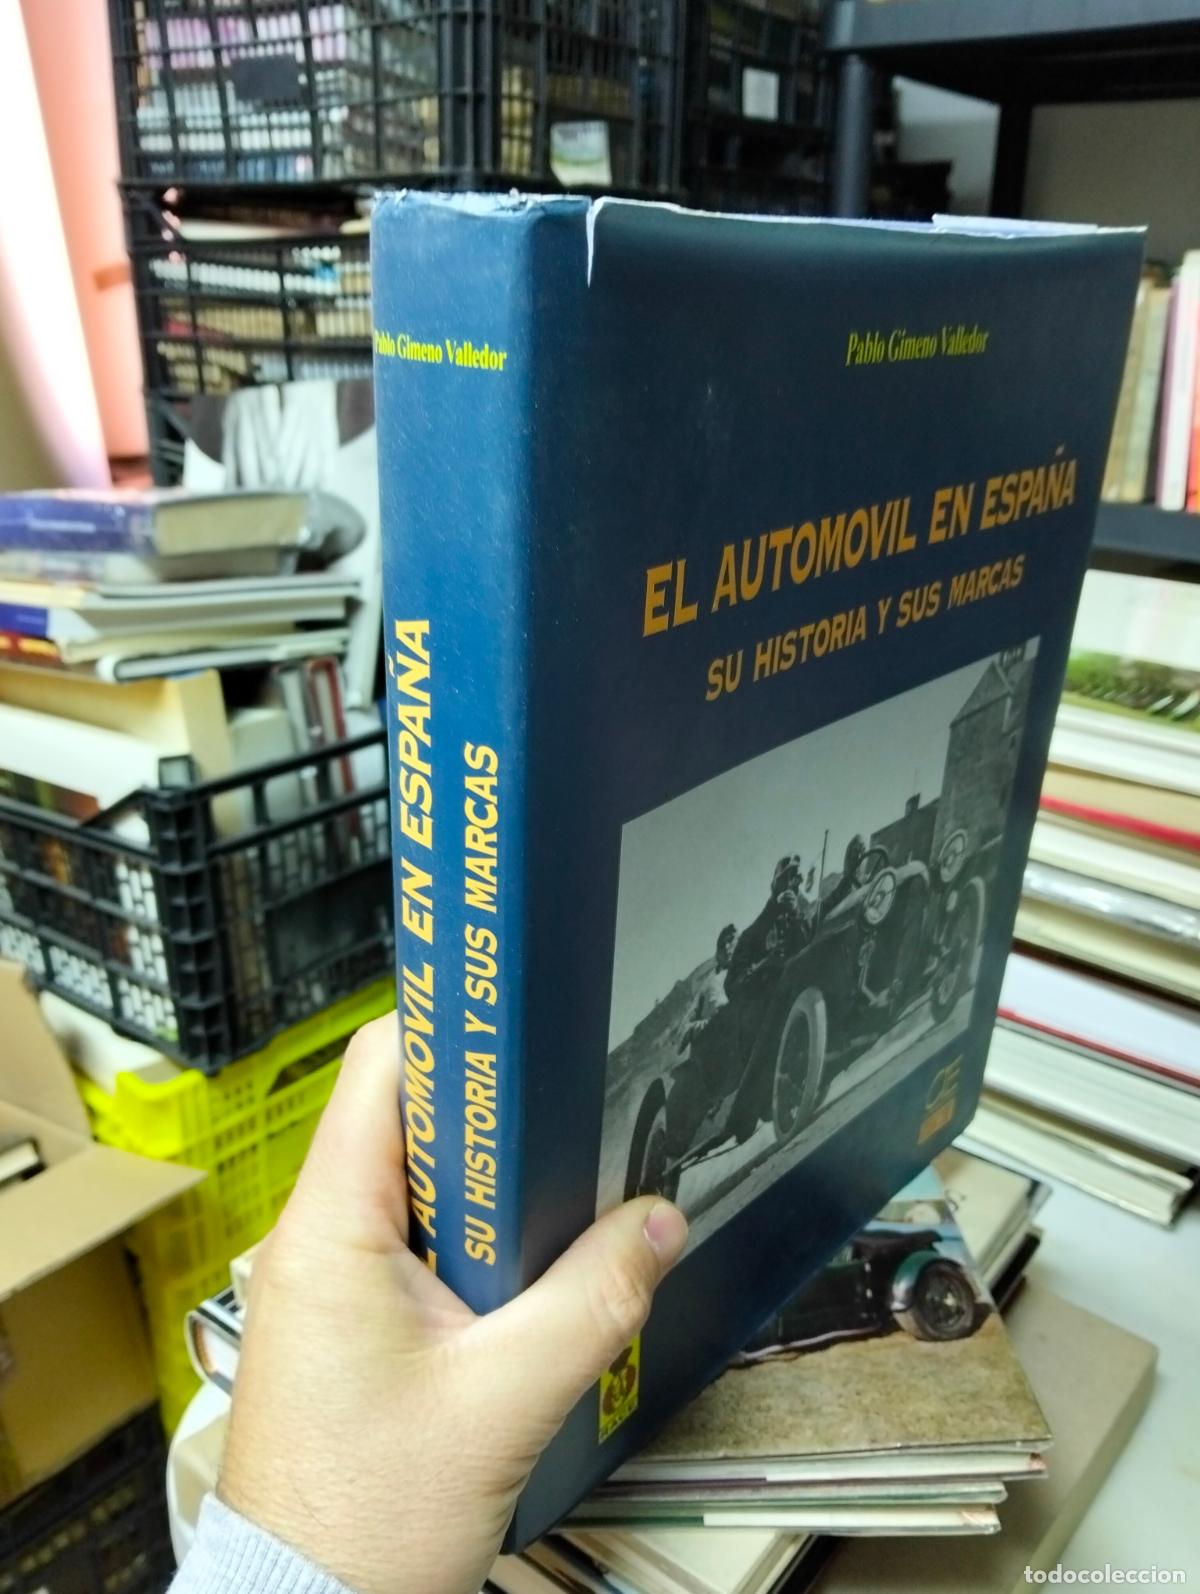 Pablo Gimeno Valledor
EL AUTOMOVIL EN ESPAÑA
SU HISTORIA Y SUS MARCAS
Pablo Gimeno Valledor
EL AUTOMOVIL EN ESPAÑA
SU HISTORIA Y SUS MARCAS
todocoleccion